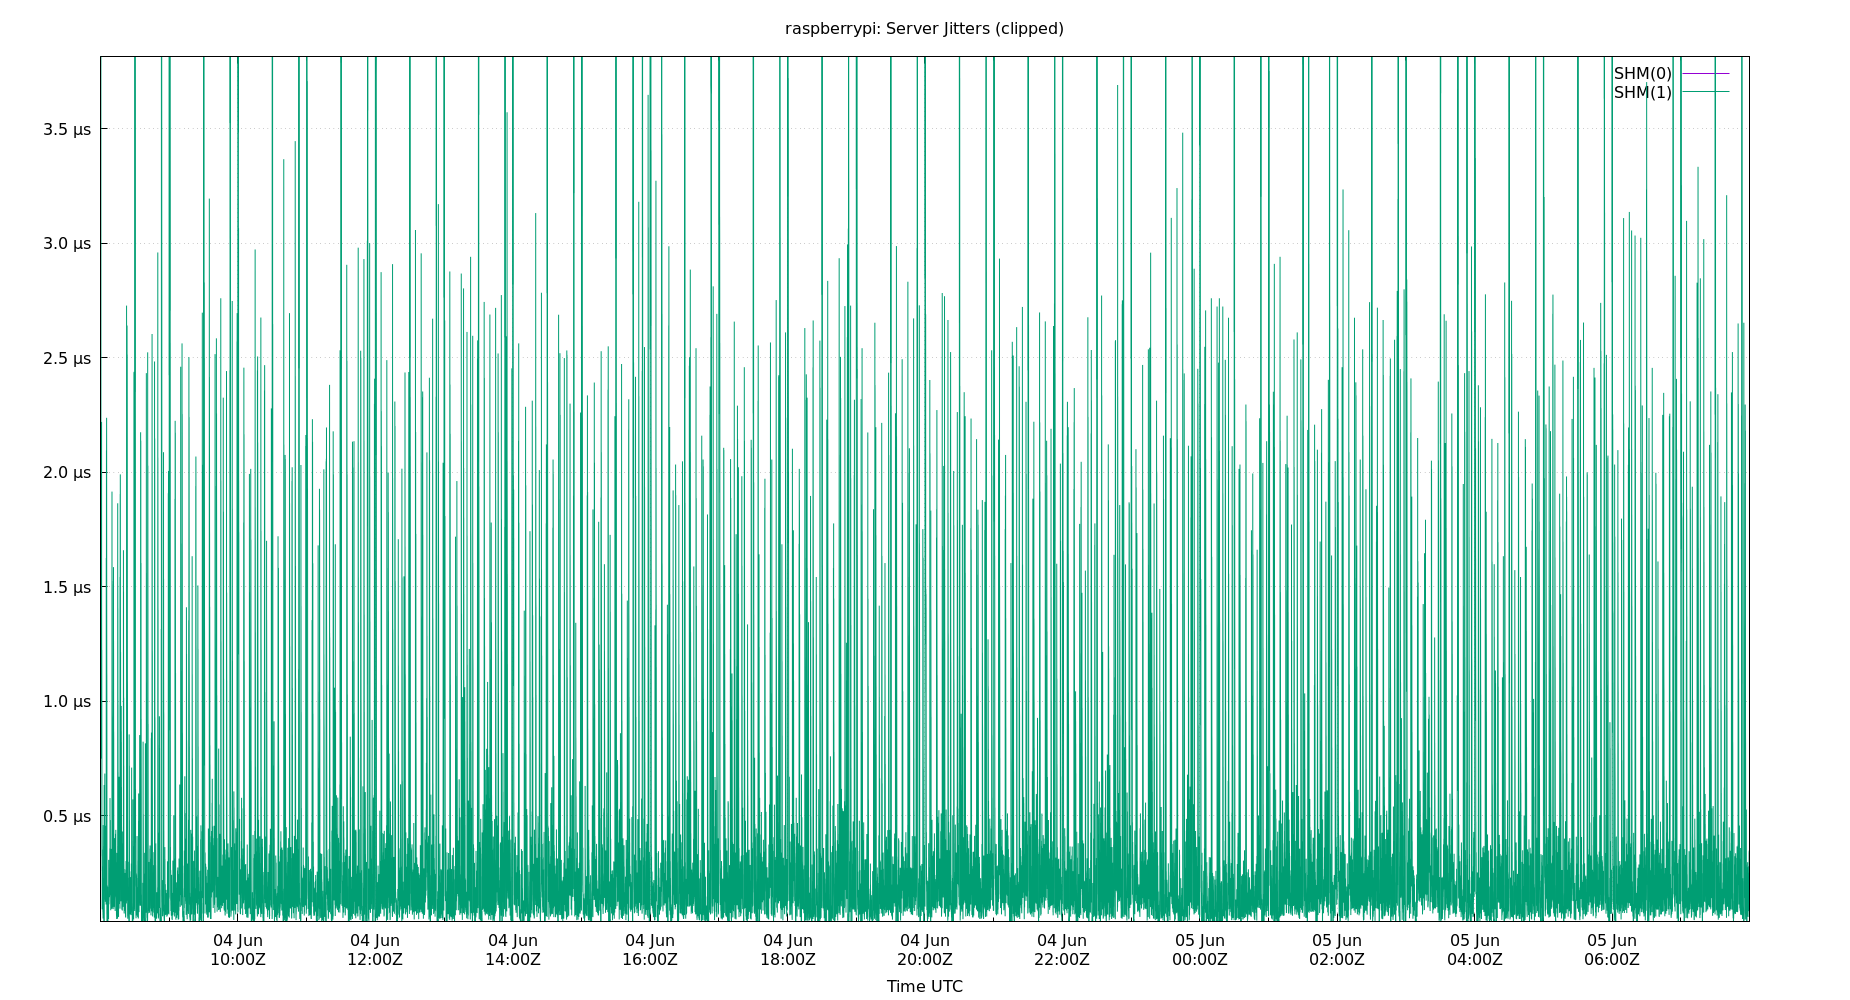 raspberrypi: Server Jitters (clipped)
SHM(0)
SHM(1)
3.5 µs
3.0 µs
2.5 µs
2.0 µs
1.5 µs
1.0 µs
0.5 µs
04 Jun 04 Jun 04 Jun 04 Jun 04 Jun 04 Jun 04 Jun 05 Jun 05 Jun 05 Jun 05 Jun
10:00Z 12:00Z 14:00Z 16:00Z 18:00Z 20:00Z 22:00Z 00:00Z 02:00Z 04:00Z 06:00Z
Time UTC